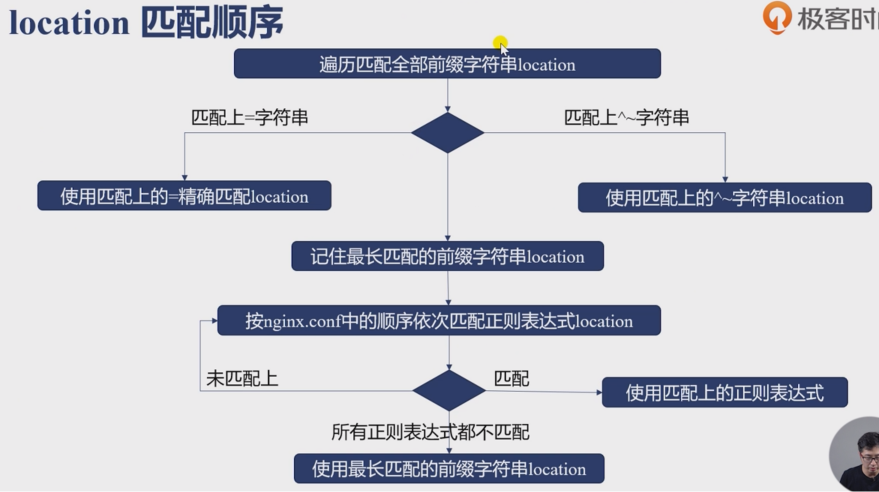 location 匹配顺序
极客时
遍历匹配全部前缀字符串location
匹配上=字符串
匹配上^~字符串
使用匹配上的=精确匹配location
使用匹配上的^~字符串location
记住最长匹配的前缀字符串location
按nginx.conf中的顺序依次匹配正则表达式location
未匹配上
匹配
使用匹配上的正则表达式
所有正则表达式都不匹配
使用最长匹配的前缀字符串location